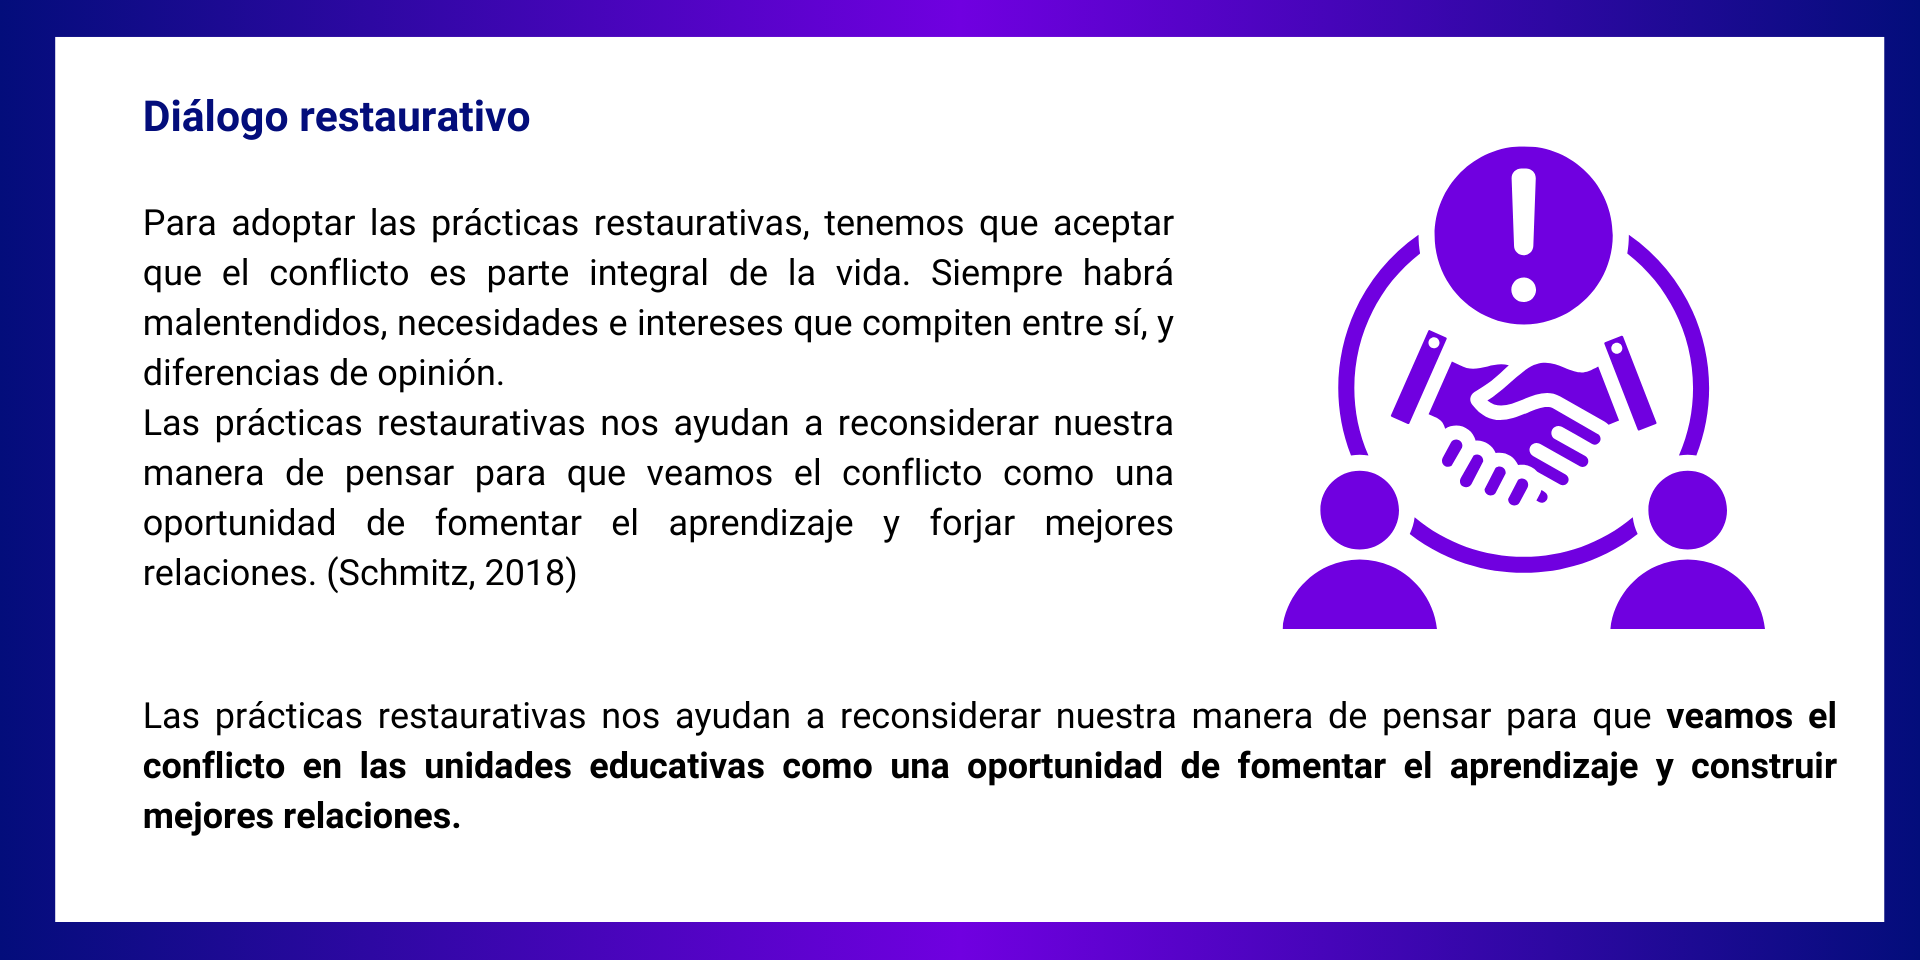 Diálogo restaurativo
Para adoptar las prácticas restaurativas, tenemos que aceptar
que el conflicto es parte integral de la vida. Siempre habrá
malentendidos, necesidades e intereses que compiten entre sí, y
diferencias de opinión.
Las prácticas restaurativas nos ayudan a reconsiderar nuestra
manera de pensar para que veamos el conflicto como una
oportunidad de fomentar el aprendizaje y forjar mejores
relaciones. (Schmitz, 2018)
Las prácticas restaurativas nos ayudan a reconsiderar nuestra manera de pensar para que veamos el
conflicto en las unidades educativas como una oportunidad de fomentar el aprendizaje y construir
mejores relaciones.